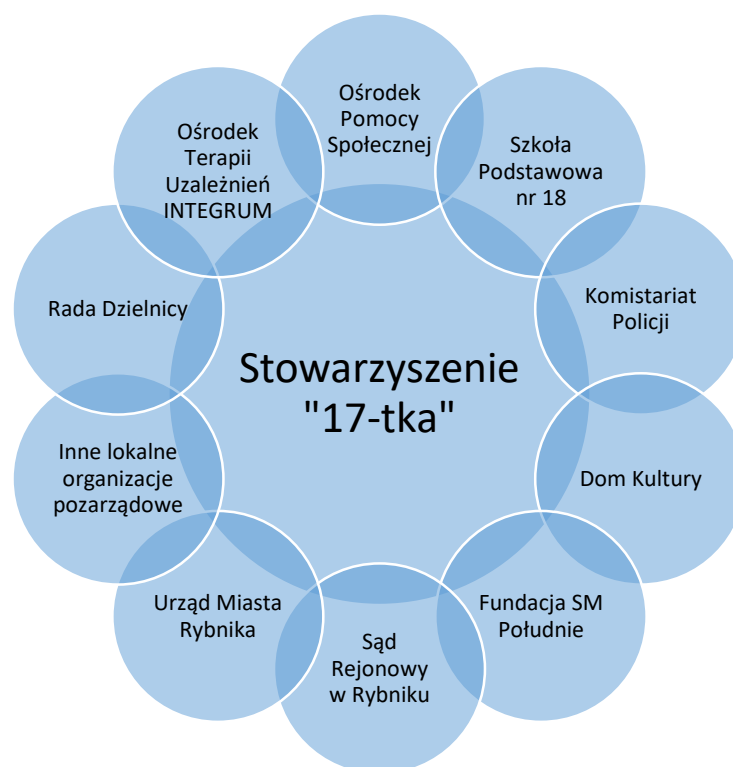 Ośrodek
Pomocy
Społecznej
Szkoła
Podstawowa
nr 18
Komistariat
Policji
Dom Kultury
Fundacja SM
Południe
Sąd
Rejonowy
w Rybniku
Urząd Miasta
Rybnika
Inne lokalne
organizacje
pozarządowe
Rada Dzielnicy
Ośrodek
Terapii
Uzależnień
INTEGRUM
Stowarzyszenie
"17-tka"